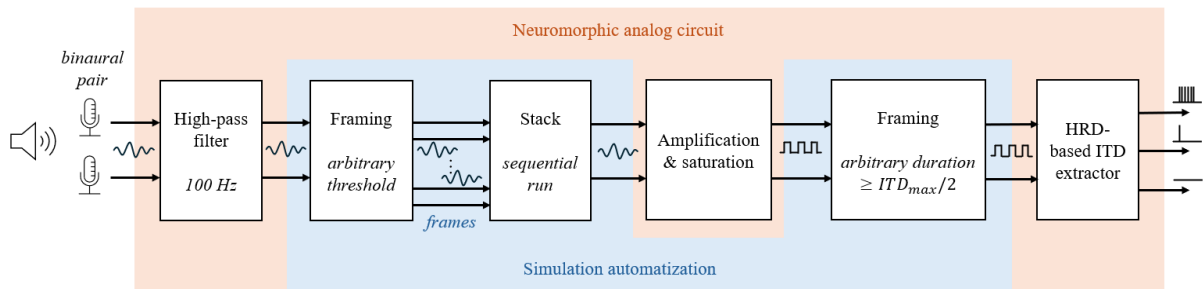 Neuromorphic analog circuit
binaural
pair
High-pass
filter
100 Hz
Framing
arbitrary
threshold
frames
Stack
sequential
run
Amplification
& saturation
Framing
arbitrary duration
≥ ITD_max/2
HRD-
based ITD
extractor
Simulation automatization